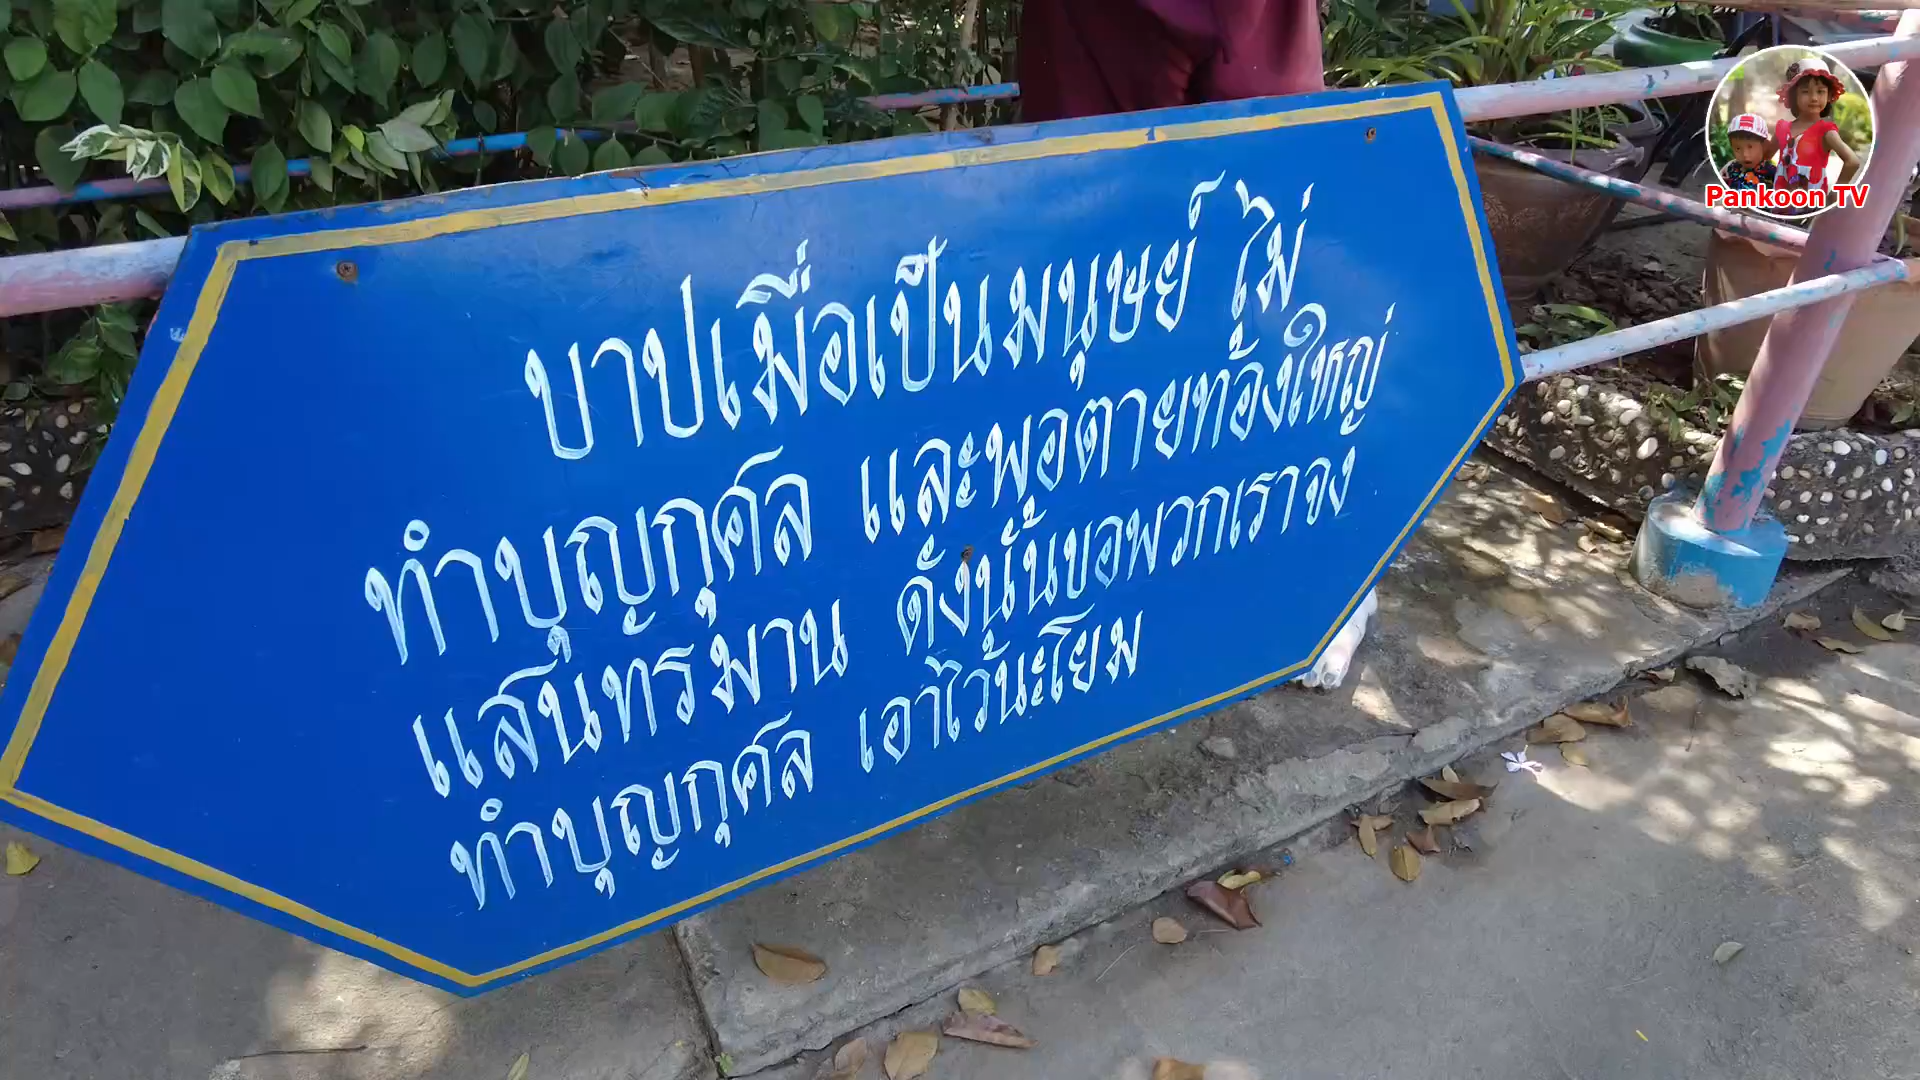 บาปเมื่อเป็นมนุษย์ ไม่
ทำบุญกุศล และพอตายท้องใหญ่
แสนทรมาน ดังนั้นขอพวกเราจง
ทำบุญกุศล เอาไว้นะโยม
Pankoon TV